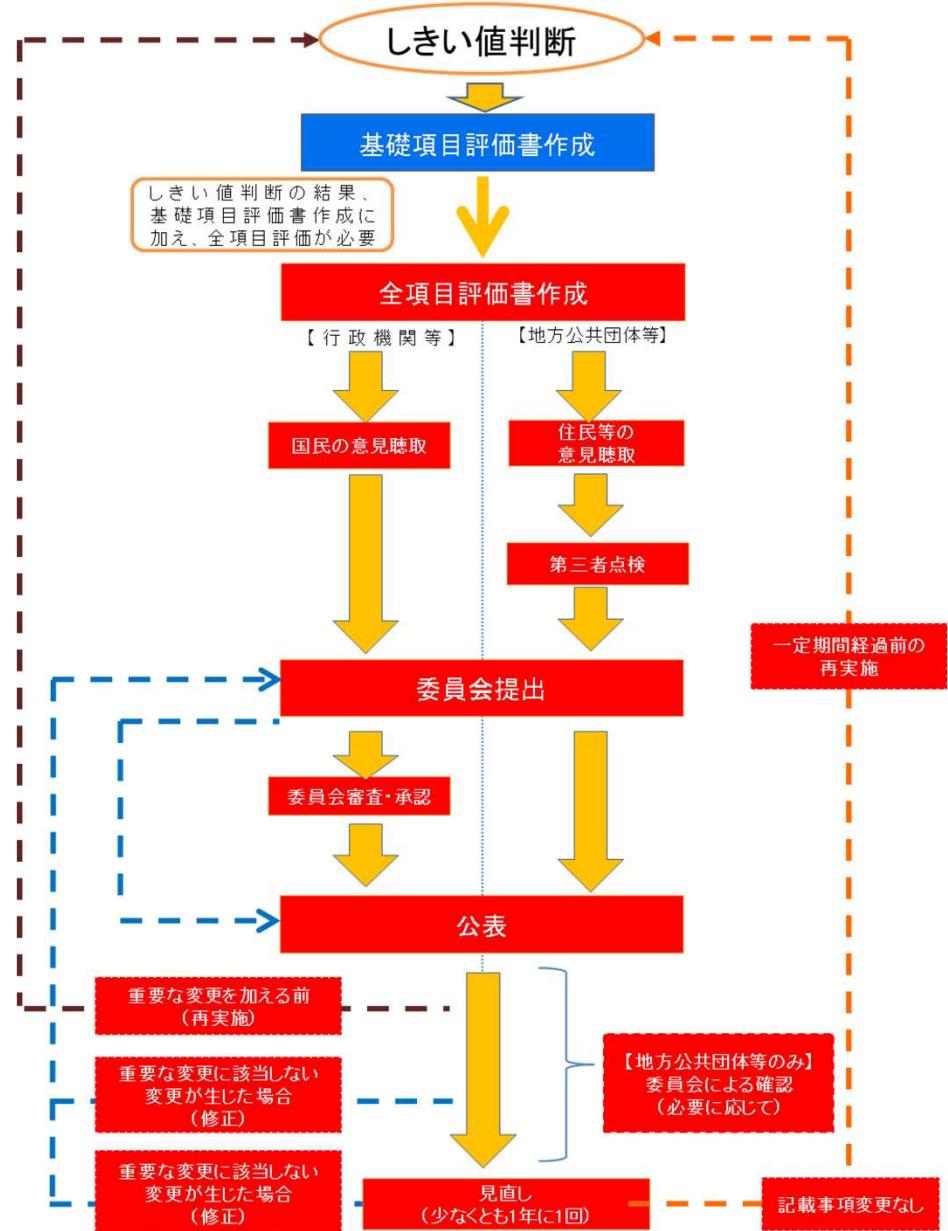 しきい値判断
基礎項目評価書作成
しきい値判断の結果、
基礎項目評価書作成に
加え、全項目評価が必要
全項目評価書作成
【行政機関等】
【地方公共団体等】
国民の意見聴取
住民等の
意見聴取
第三者点検
一定期間経過前の
再実施
委員会提出
委員会審査・承認
公表
重要な変更を加える前
（再実施）
【地方公共団体等のみ】
委員会による確認
（必要に応じて）
重要な変更に該当しない
変更が生じた場合
（修正）
重要な変更に該当しない
変更が生じた場合
（修正）
見直し
（少なくとも1年に1回）
記載事項変更なし